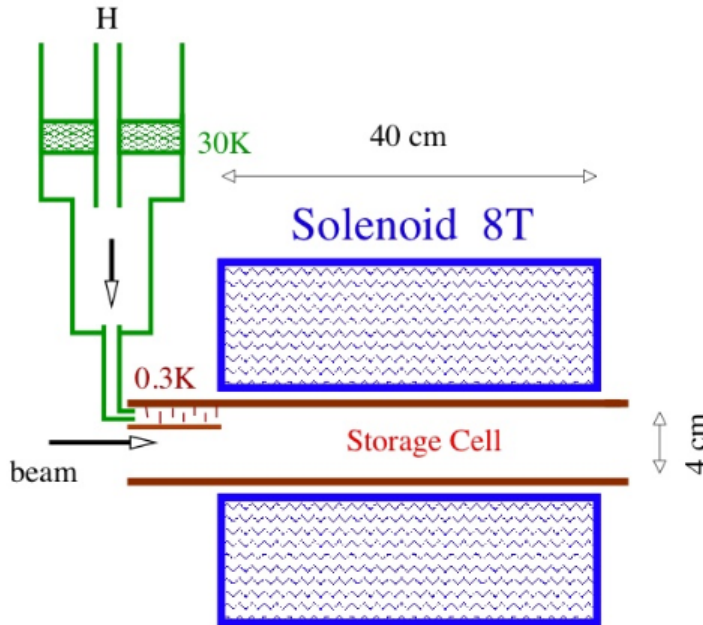 H
30K
40 cm
Solenoid 8T
0.3K
Storage Cell
beam
4 cm